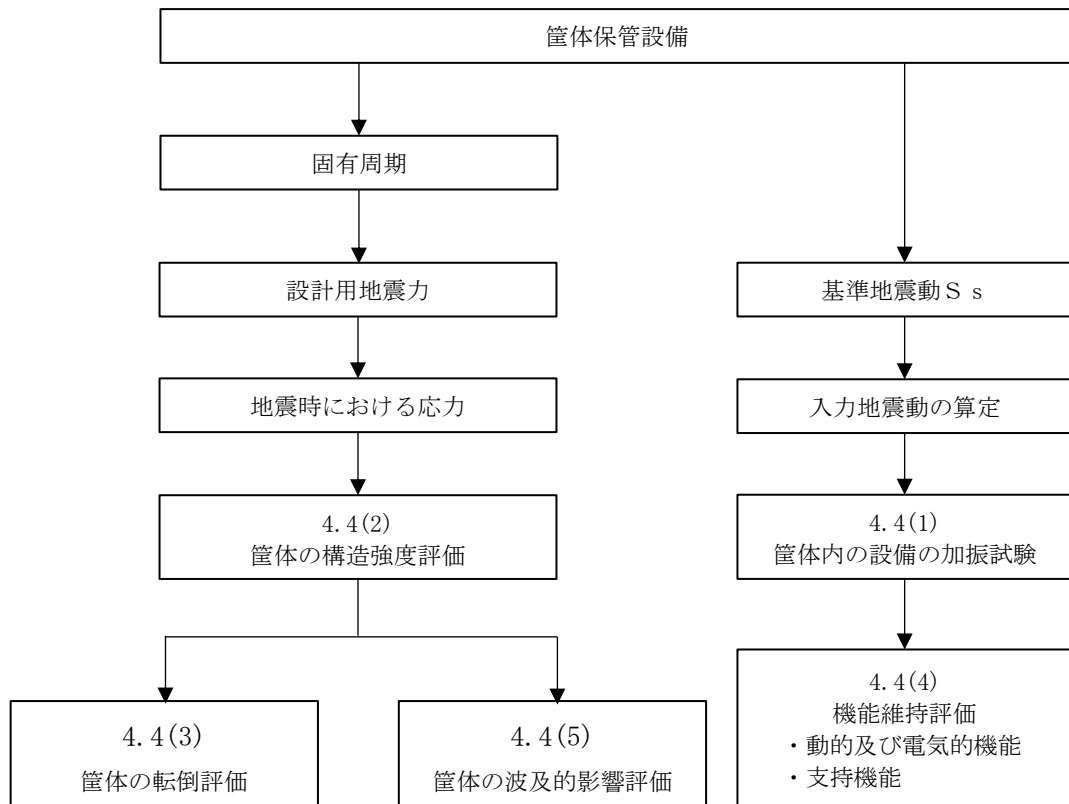 筐体保管設備
固有周期
設計用地震力
基準地震動Ｓｓ
地震時における応力
入力地震動の算定
4.4(2)
筐体の構造強度評価
4.4(1)
筐体内の設備の加振試験
4.4(3)
筐体の転倒評価
4.4(5)
筐体の波及的影響評価
4.4(4)
機能維持評価
・動的及び電気的機能
・支持機能